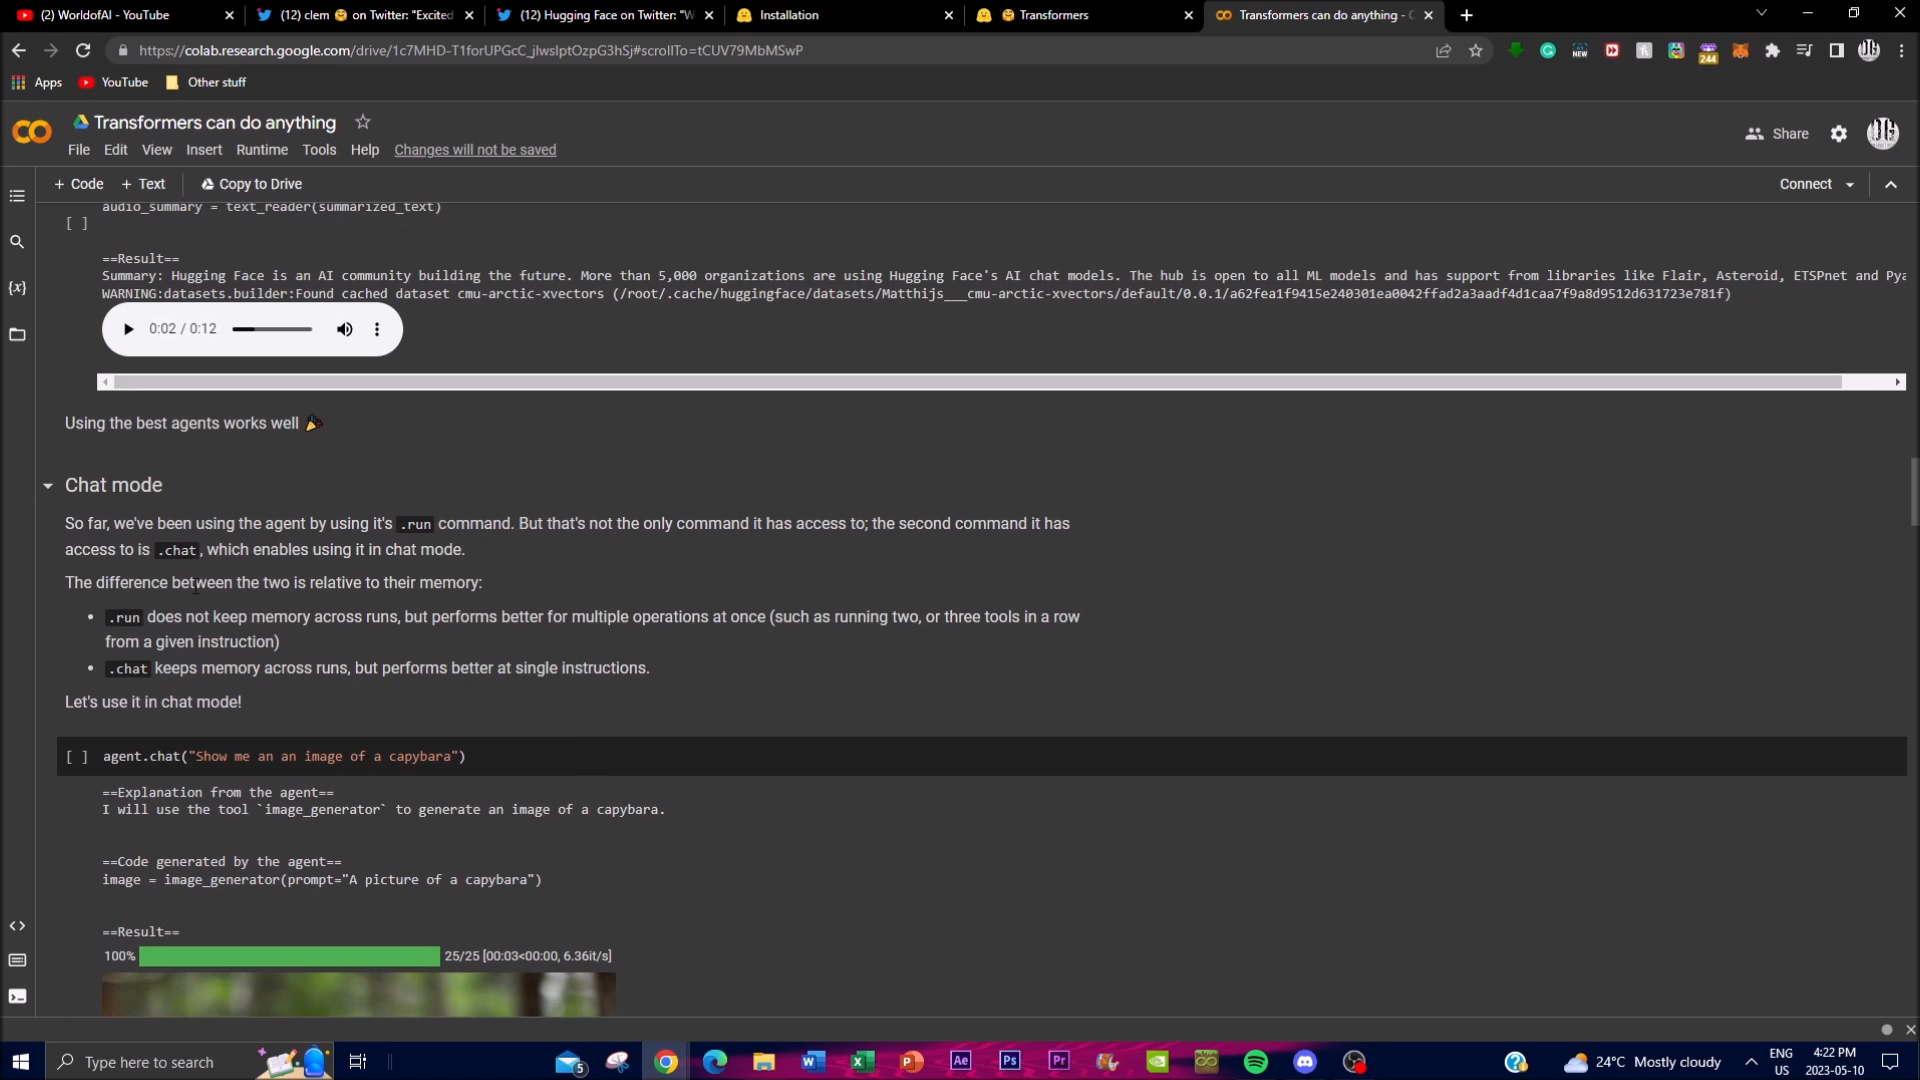 (2) WorldofAI - YouTube
(12) clem 🤗 on Twitter: "Excited
(12) Hugging Face on Twitter: "W
Installation
🤗 Transformers
Transformers can do anything - C
https://colab.research.google.com/drive/1c7MHD-T1forUPGcC_jlwsIptOzpG3hSj#scrollTo=tCUV79MbMSwP
NEW
244
Apps
YouTube
Other stuff
Transformers can do anything
File Edit View Insert Runtime Tools Help Changes will not be saved
Share
+ Code + Text Copy to Drive
Connect
audio_summary = text_reader(summarized_text)
[ ]
==Result==
Summary: Hugging Face is an AI community building the future. More than 5,000 organizations are using Hugging Face's AI chat models. The hub is open to all ML models and has support from libraries like Flair, Asteroid, ETSPnet and Pya
WARNING:datasets.builder:Found cached dataset cmu-arctic-xvectors (/root/.cache/huggingface/datasets/Matthijs___cmu-arctic-xvectors/default/0.0.1/a62fea1f9415e240301ea0042ffad2a3aadf4d1caa7f9a8d9512d631723e781f)
0:02 / 0:12
Using the best agents works well 🎉
Chat mode
So far, we've been using the agent by using it's .run command. But that's not the only command it has access to; the second command it has
access to is .chat, which enables using it in chat mode.
The difference between the two is relative to their memory:
• .run does not keep memory across runs, but performs better for multiple operations at once (such as running two, or three tools in a row
from a given instruction)
• .chat keeps memory across runs, but performs better at single instructions.
Let's use it in chat mode!
[ ] agent.chat("Show me an an image of a capybara")
==Explanation from the agent==
I will use the tool `image_generator` to generate an image of a capybara.
==Code generated by the agent==
image = image_generator(prompt="A picture of a capybara")
==Result==
100% 25/25 [00:03<00:00, 6.36it/s]
Type here to search
5
24°C Mostly cloudy
ENG
US
4:22 PM
2023-05-10